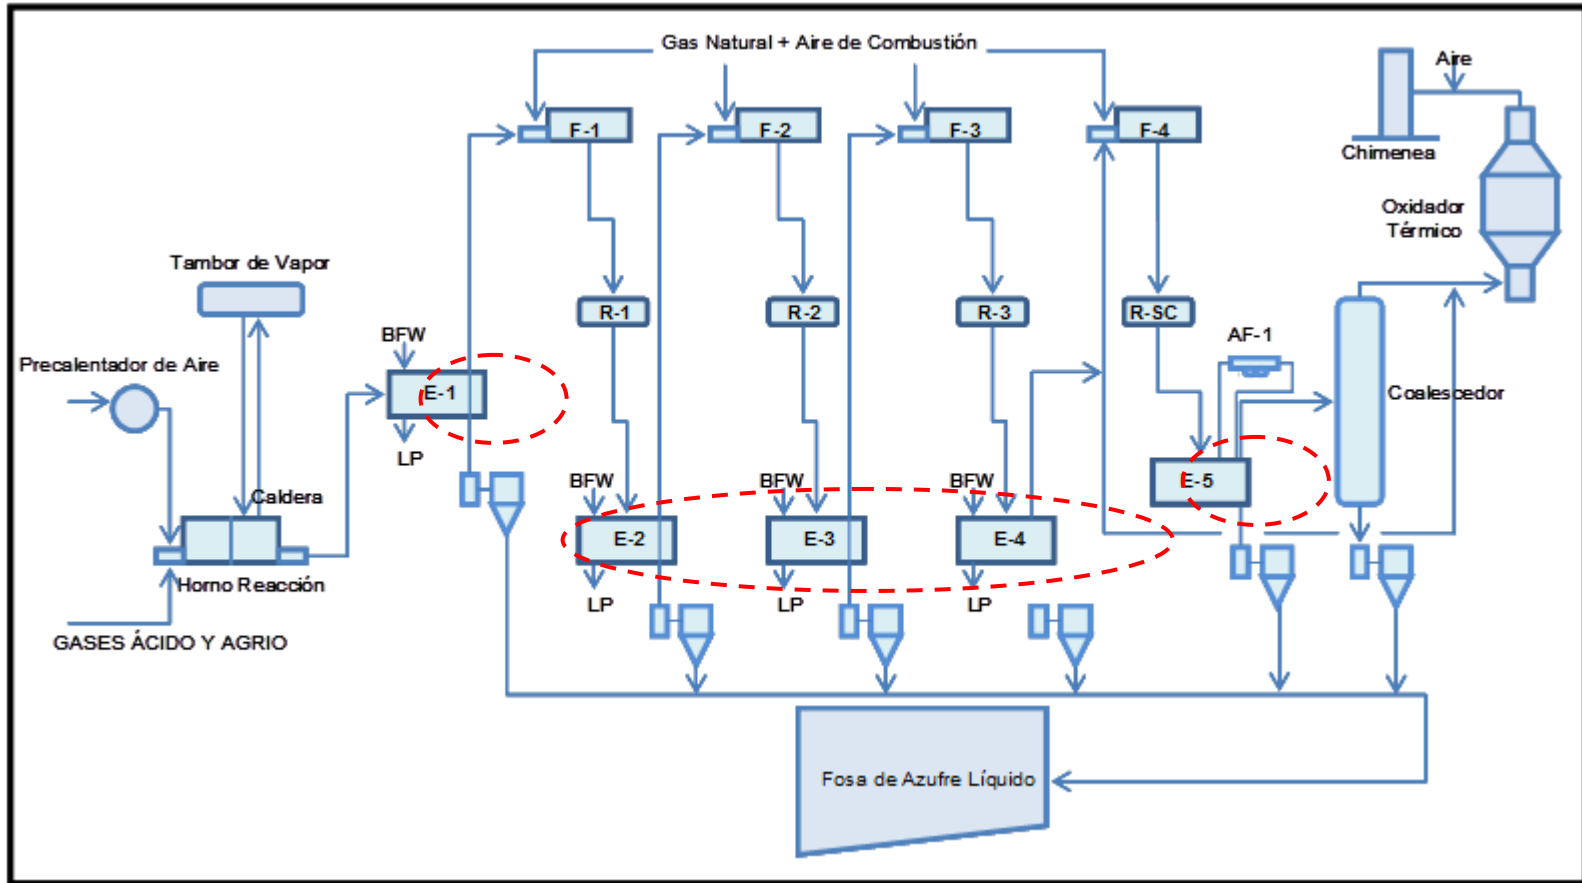 Gas Natural + Aire de Combustión
F-1
F-2
F-3
F-4
Aire
Chimenea
Oxidador
Térmico
Tambor de Vapor
R-1
R-2
R-3
R-SC
BFW
AF-1
Precalentador de Aire
E-1
Coalescedor
LP
Caldera
BFW
BFW
BFW
E-5
E-2
E-3
E-4
Horno Reacción
LP
LP
LP
GASES ÁCIDO Y AGRIO
Fosa de Azufre Líquido